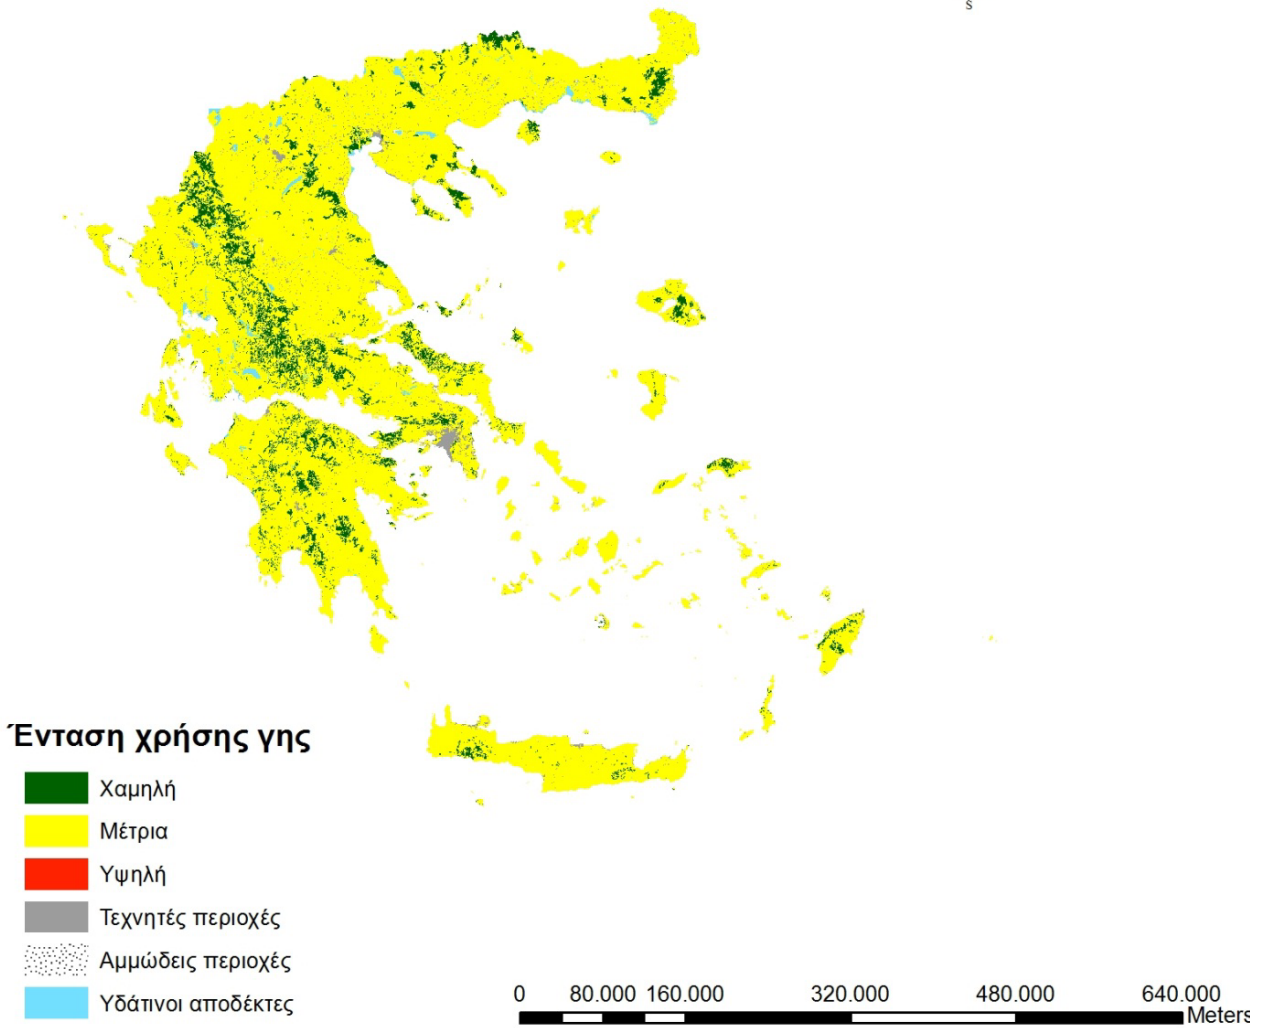 s
Ένταση χρήσης γης
Χαμηλή
Μέτρια
Υψηλή
Τεχνητές περιοχές
Αμμώδεις περιοχές
Υδάτινοι αποδέκτες
0 80.000 160.000 320.000 480.000 640.000
Meters